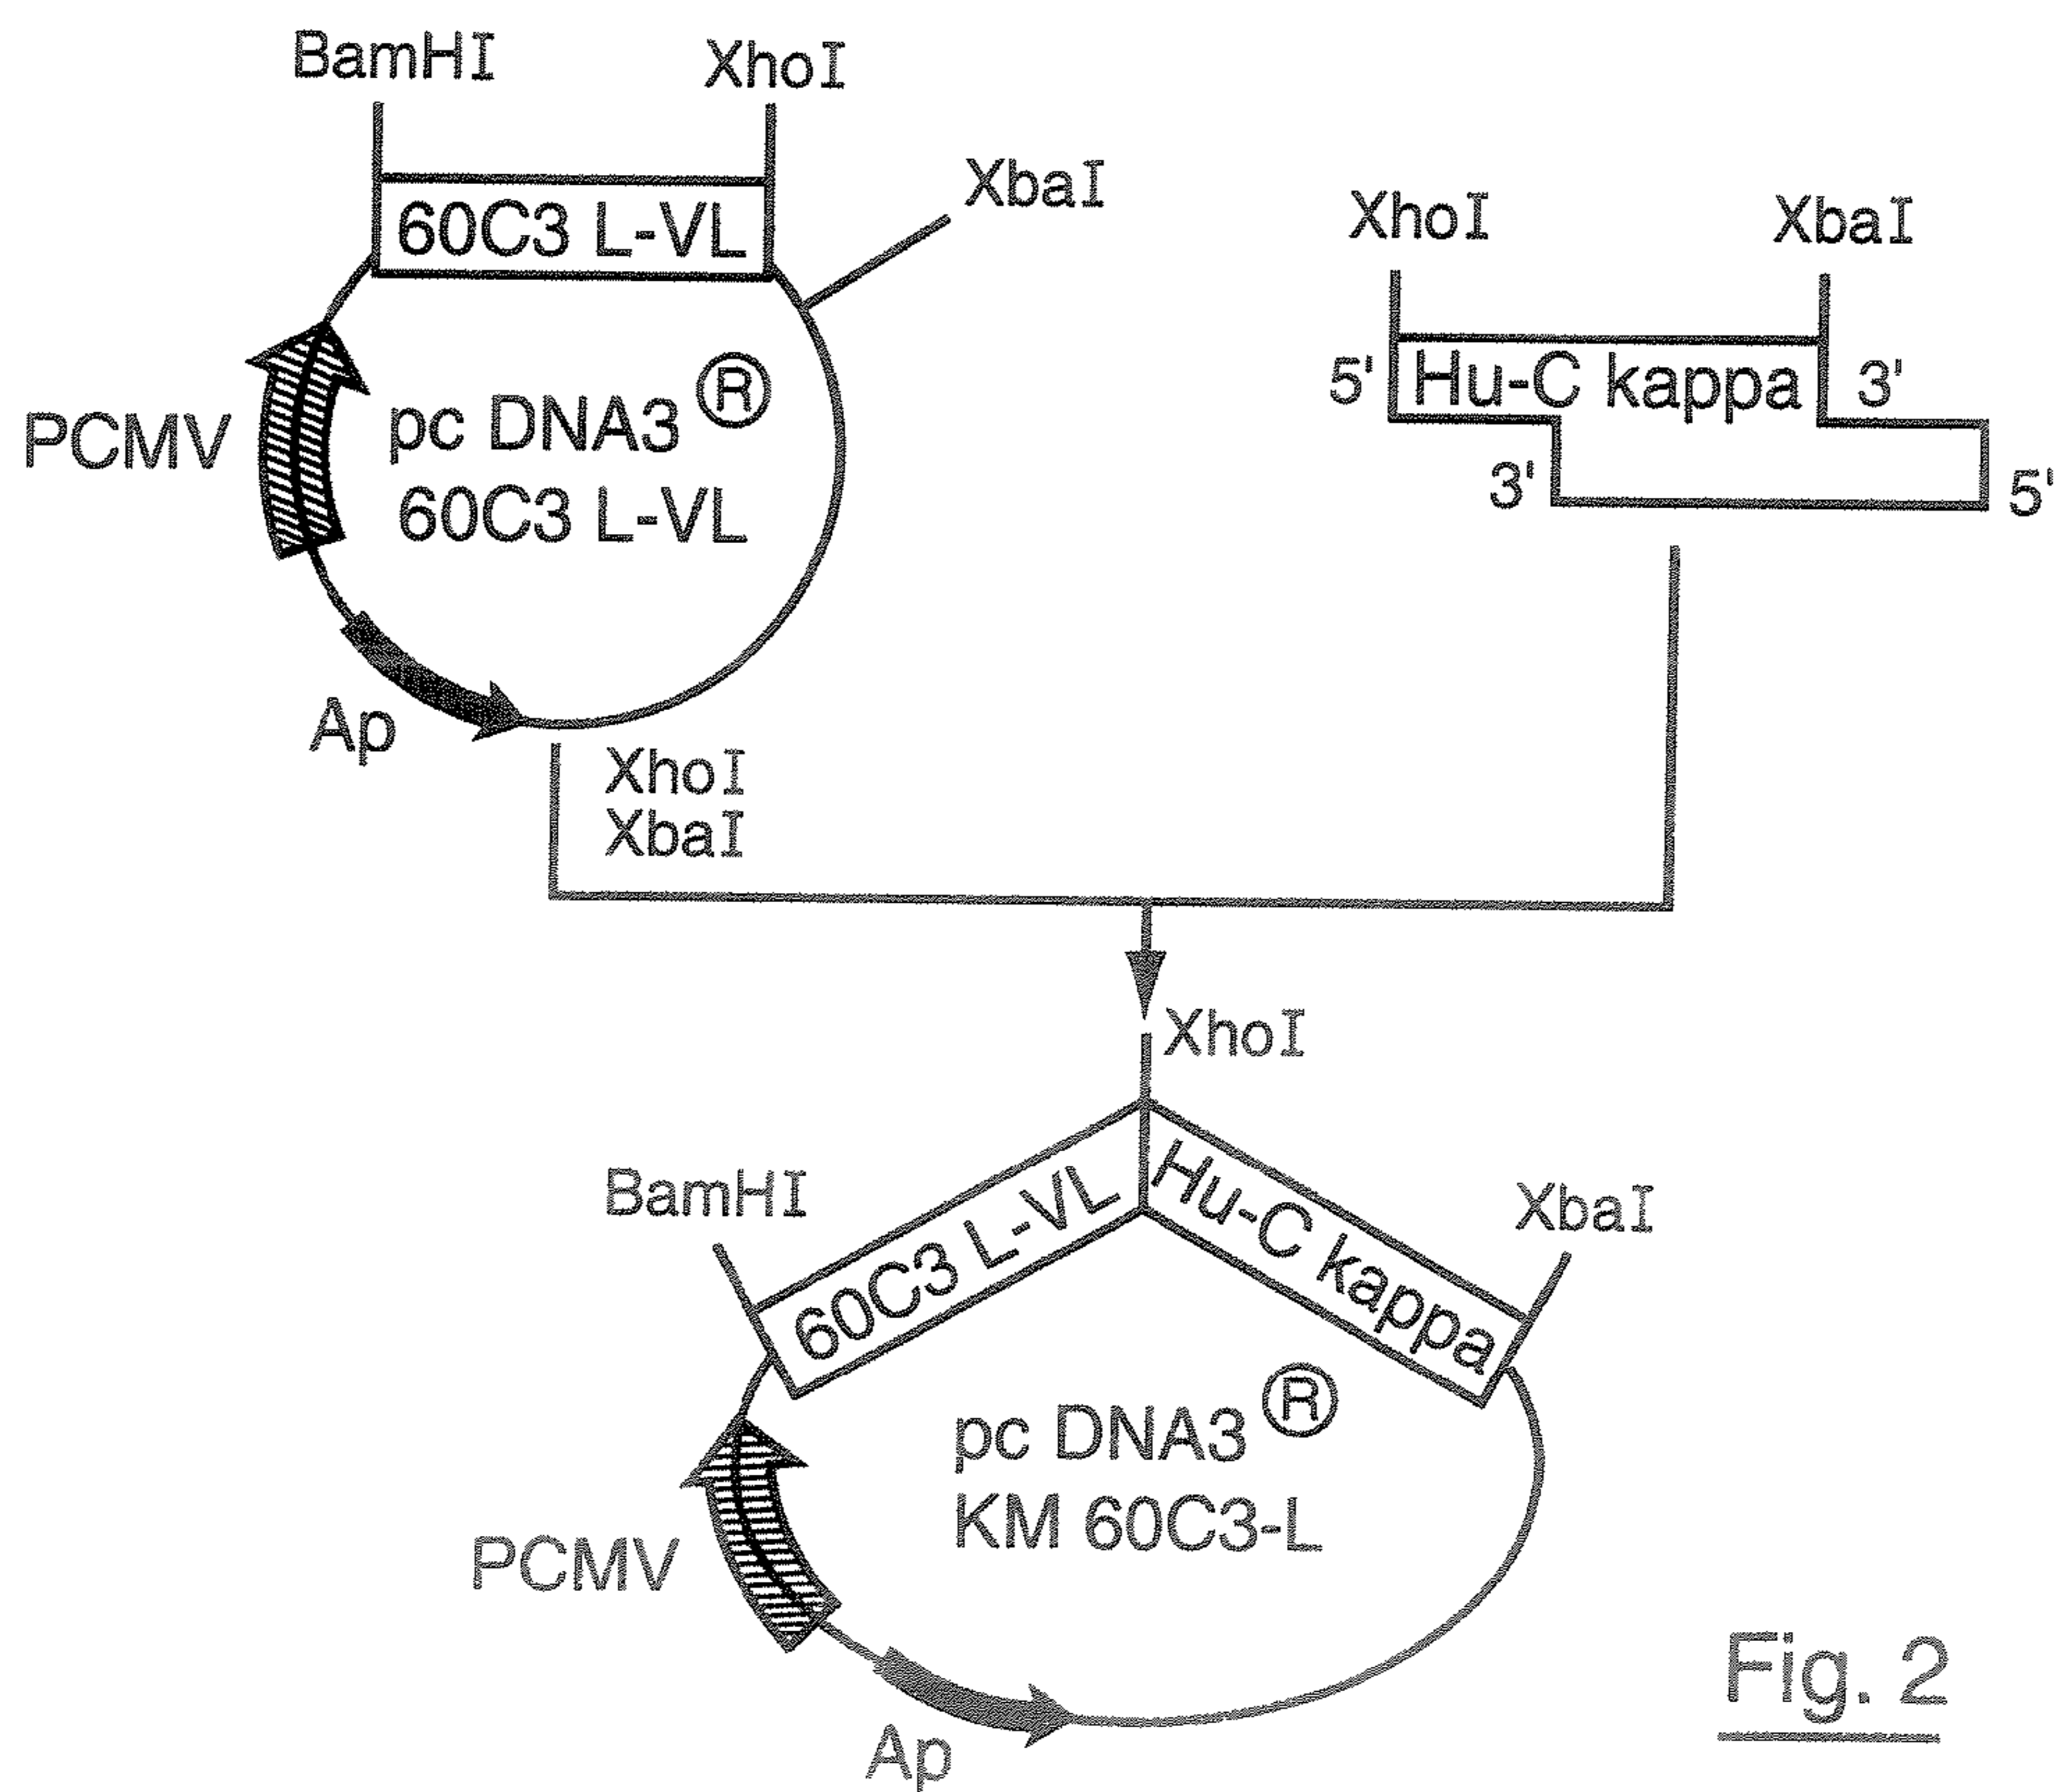 BamHI
XhoI
XbaI
60C3 L-VL
PCMV
pc DNA3 ®
60C3 L-VL
Ap
XhoI
XbaI
5' Hu-C kappa 3'
3' 5'
XhoI
XbaI
XhoI
BamHI
60C3 L-VL
Hu-C kappa
XbaI
pc DNA3 ®
KM 60C3-L
PCMV
Ap
Fig. 2